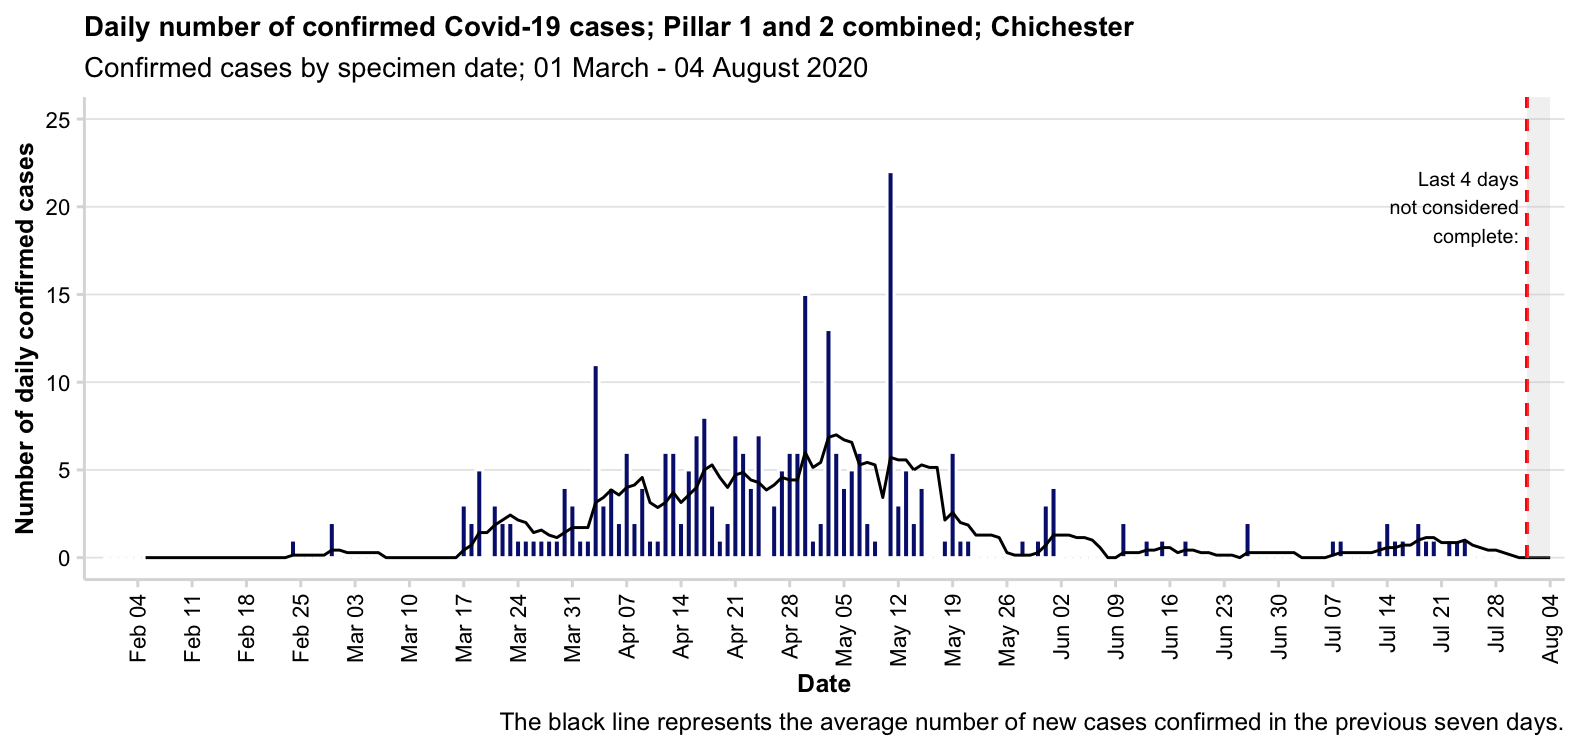 Daily number of confirmed Covid-19 cases; Pillar 1 and 2 combined; Chichester
Confirmed cases by specimen date; 01 March - 04 August 2020
Number of daily confirmed cases
25
20
15
10
5
0
Last 4 days
not considered
complete:
Feb 04
Feb 11
Feb 18
Feb 25
Mar 03
Mar 10
Mar 17
Mar 24
Mar 31
Apr 07
Apr 14
Apr 21
Apr 28
May 05
May 12
May 19
May 26
Jun 02
Jun 09
Jun 16
Jun 23
Jun 30
Jul 07
Jul 14
Jul 21
Jul 28
Aug 04
Date
The black line represents the average number of new cases confirmed in the previous seven days.